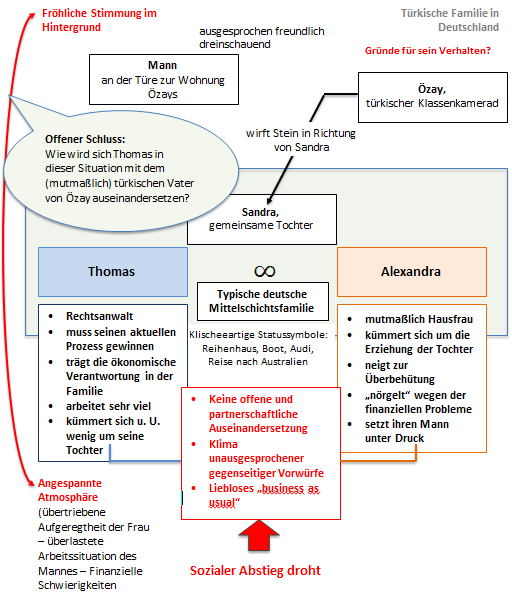 Fröhliche Stimmung im
Hintergrund
ausgesprochen freundlich
dreinschauend
Türkische Familie in
Deutschland
Gründe für sein Verhalten?
Mann
an der Türe zur Wohnung
Özays
Özay,
türkischer Klassenkamerad
wirft Stein in Richtung
von Sandra
Offener Schluss:
Wie wird sich Thomas in
dieser Situation mit dem
(mutmaßlich) türkischen Vater
von Özay auseinandersetzen?
Sandra,
gemeinsame Tochter
Thomas
∞
Alexandra
Typische deutsche
Mittelschichtsfamilie
Klischeeartige Statussymbole:
Reihenhaus, Boot, Audi,
Reise nach Australien
• Rechtsanwalt
• muss seinen aktuellen
Prozess gewinnen
• trägt die ökonomische
Verantwortung in der
Familie
• arbeitet sehr viel
• kümmert sich u. U.
wenig um seine
Tochter
• mutmaßlich Hausfrau
• kümmert sich um die
Erziehung der Tochter
• neigt zur
Überbehütung
• „nörgelt“ wegen der
finanziellen Probleme
• setzt ihren Mann
unter Druck
• Keine offene und
partnerschaftliche
Auseinandersetzung
• Klima
unausgesprochener
gegenseitiger Vorwürfe
• Liebloses „business as
usual“
Angespannte
Atmosphäre
(übertriebene
Aufgeregtheit der Frau
– überlastete
Arbeitssituation des
Mannes – Finanzielle
Schwierigkeiten
Sozialer Abstieg droht